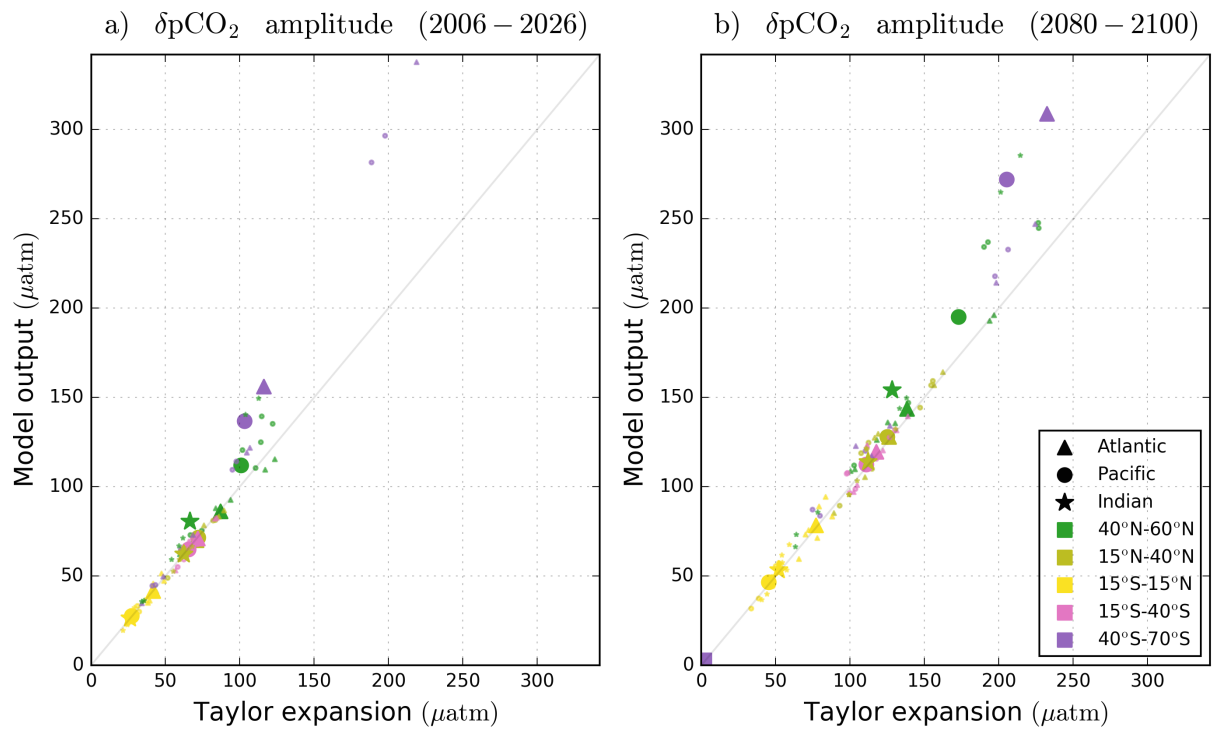 a) δpCO₂ amplitude (2006 − 2026)
300
250
200
150
100
50
0
Model output (μatm)
0 50 100 150 200 250 300
Taylor expansion (μatm)
b) δpCO₂ amplitude (2080 − 2100)
300
250
200
150
100
50
0
Model output (μatm)
0 50 100 150 200 250 300
Taylor expansion (μatm)
Atlantic
Pacific
Indian
40°N-60°N
15°N-40°N
15°S-15°N
15°S-40°S
40°S-70°S